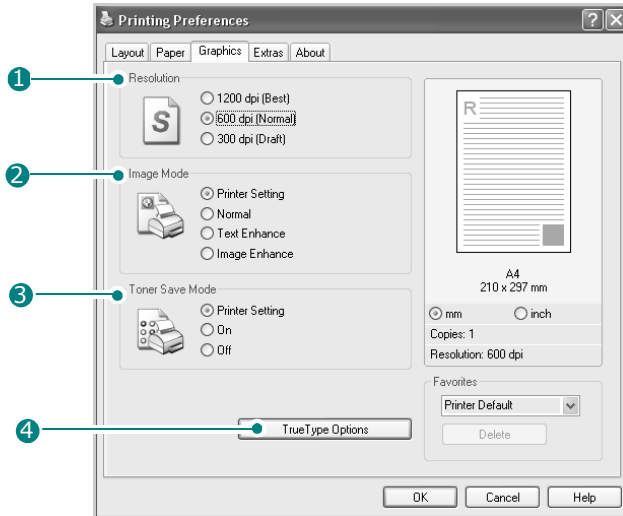 Printing Preferences
Layout Paper Graphics Extras About
1
Resolution
S
1200 dpi (Best)
600 dpi (Normal)
300 dpi (Draft)
2
Image Mode
Printer Setting
Normal
Text Enhance
Image Enhance
3
Toner Save Mode
Printer Setting
On
Off
4
TrueType Options
R
A4
210 x 297 mm
mm inch
Copies: 1
Resolution: 600 dpi
Favorites
Printer Default
Delete
OK Cancel Help